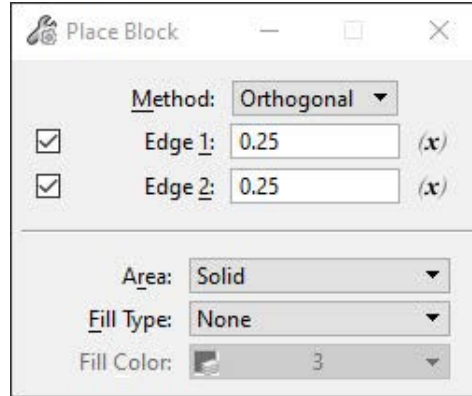 Place Block
Method: Orthogonal
Edge 1: 0.25 (x)
Edge 2: 0.25 (x)
Area: Solid
Fill Type: None
Fill Color: 3